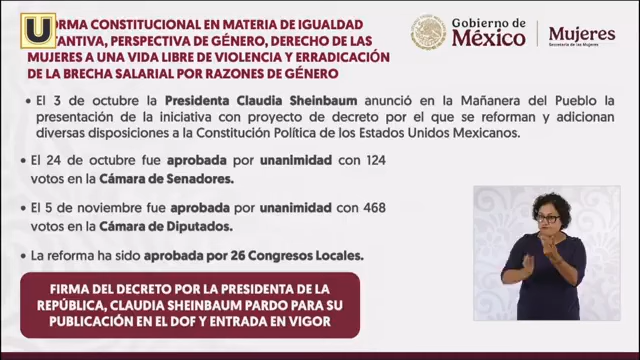 U
ORMA CONSTITUCIONAL EN MATERIA DE IGUALDAD
TANTIVA, PERSPECTIVA DE GÉNERO, DERECHO DE LAS
MUJERES A UNA VIDA LIBRE DE VIOLENCIA Y ERRADICACIÓN
DE LA BRECHA SALARIAL POR RAZONES DE GÉNERO
Gobierno de
México
Mujeres
Secretaría de las Mujeres
• El 3 de octubre la Presidenta Claudia Sheinbaum anunció en la Mañanera del Pueblo la
presentación de la iniciativa con proyecto de decreto por el que se reforman y adicionan
diversas disposiciones a la Constitución Política de los Estados Unidos Mexicanos.
• El 24 de octubre fue aprobada por unanimidad con 124
votos en la Cámara de Senadores.
• El 5 de noviembre fue aprobada por unanimidad con 468
votos en la Cámara de Diputados.
• La reforma ha sido aprobada por 26 Congresos Locales.
FIRMA DEL DECRETO POR LA PRESIDENTA DE LA
REPÚBLICA, CLAUDIA SHEINBAUM PARDO PARA SU
PUBLICACIÓN EN EL DOF Y ENTRADA EN VIGOR